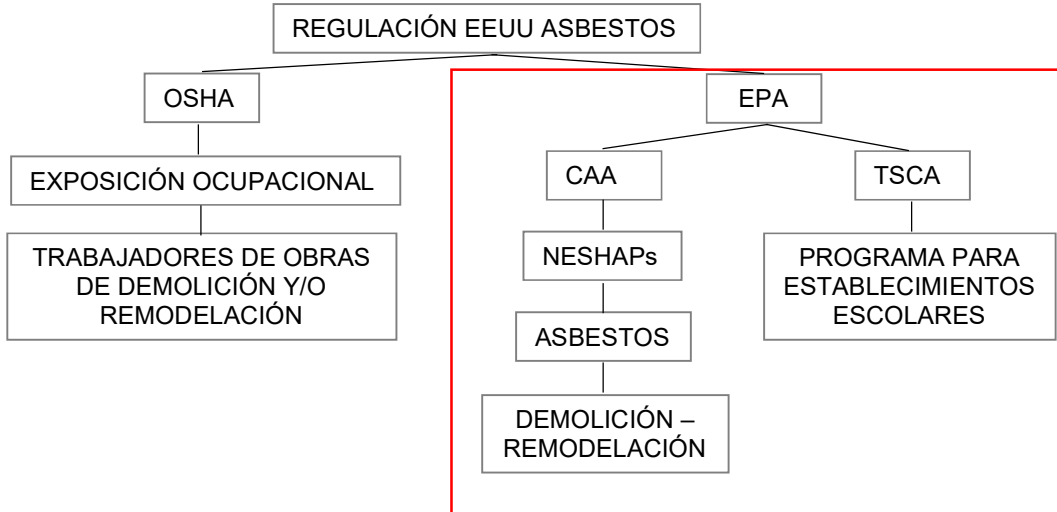 REGULACIÓN EEUU ASBESTOS
OSHA
EPA
EXPOSICIÓN OCUPACIONAL
CAA
TSCA
TRABAJADORES DE OBRAS
DE DEMOLICIÓN Y/O
REMODELACIÓN
NESHAPs
PROGRAMA PARA
ESTABLECIMIENTOS
ESCOLARES
ASBESTOS
DEMOLICIÓN –
REMODELACIÓN